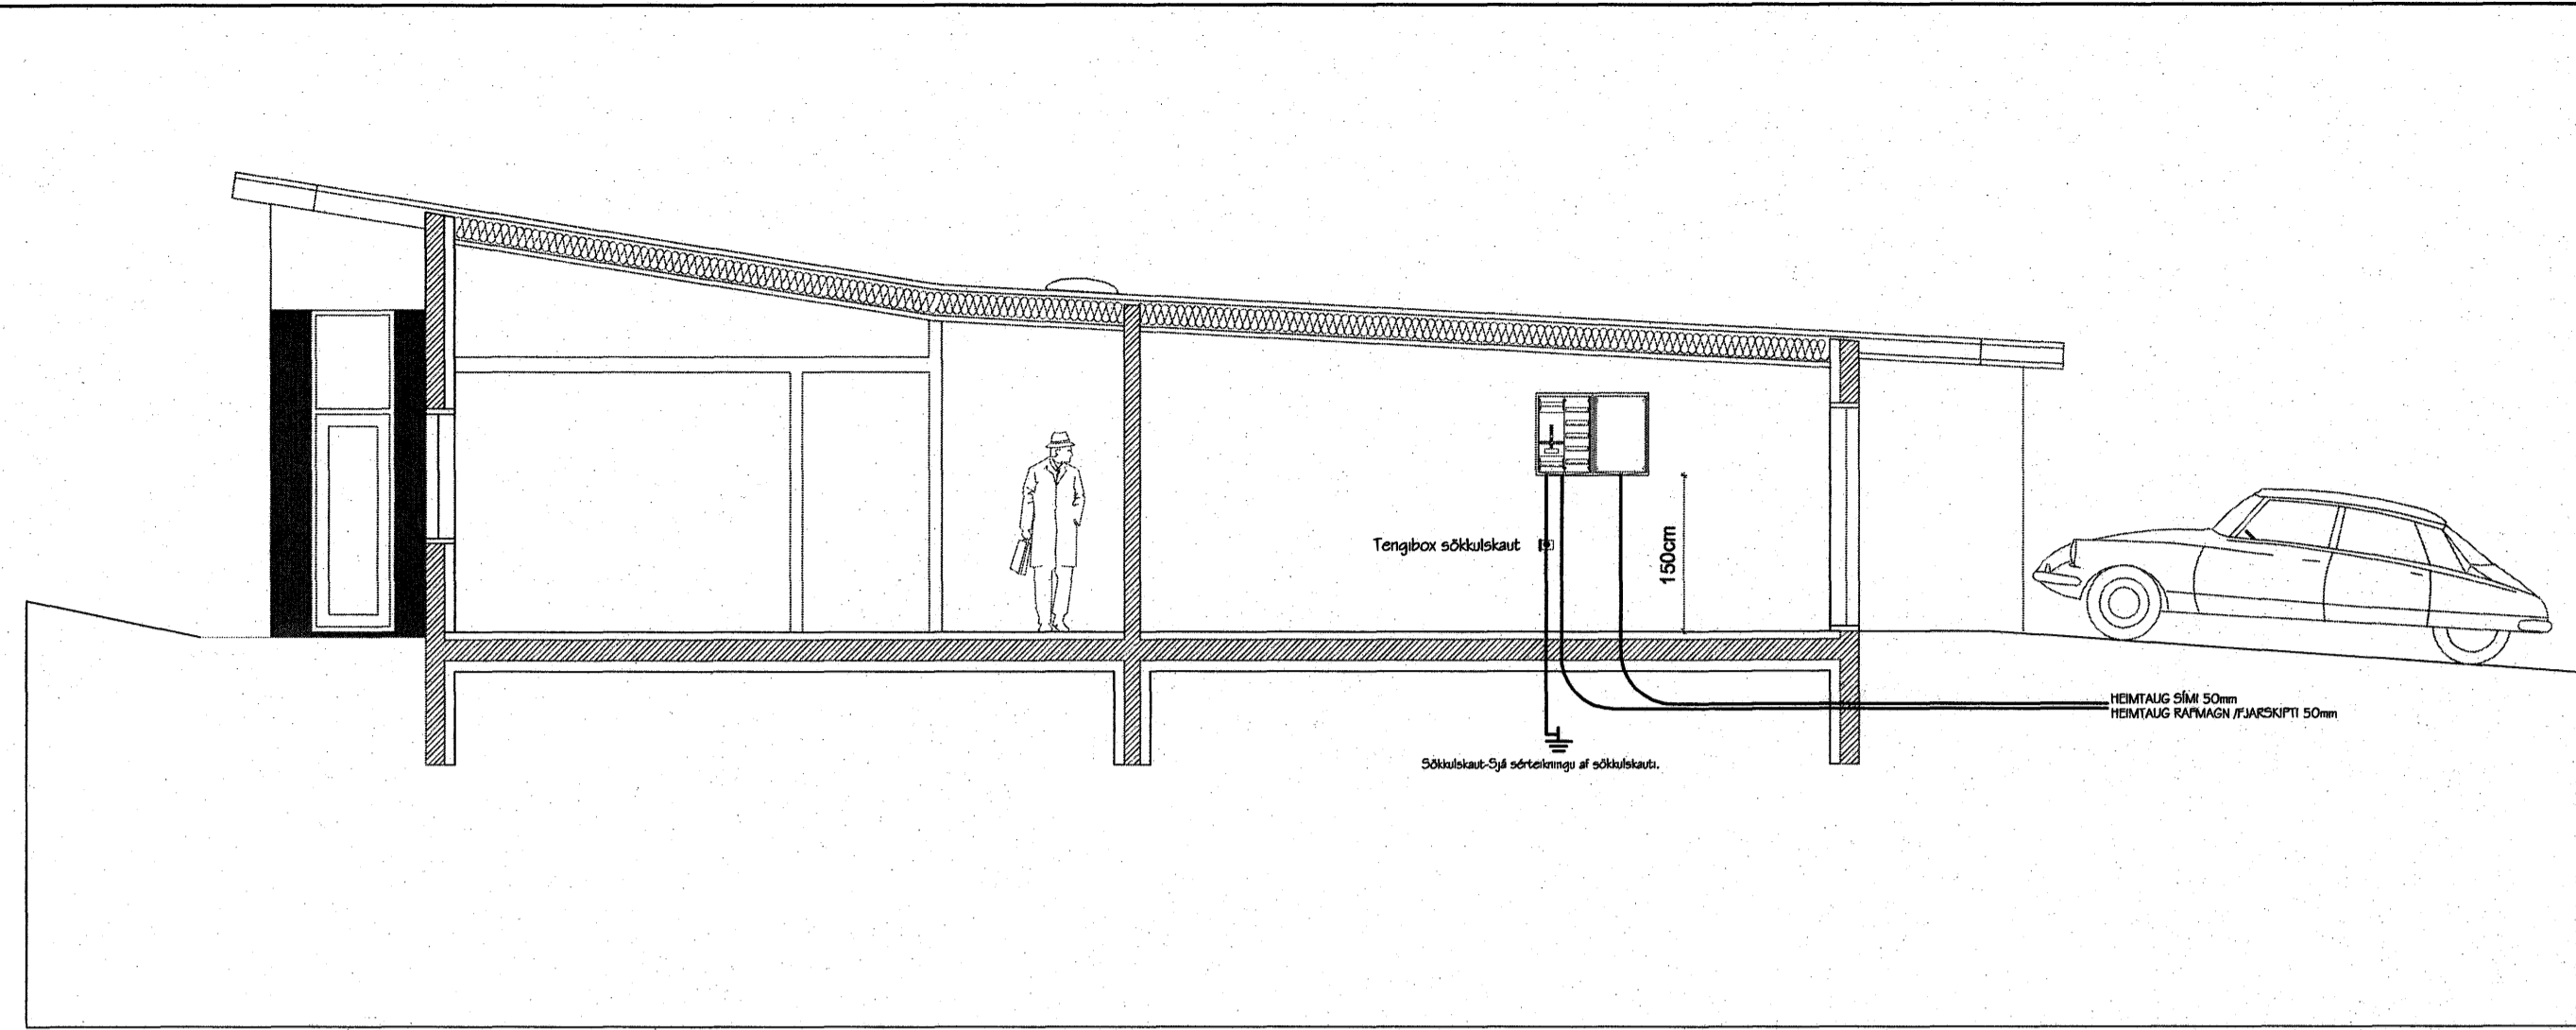 Tengibox sökkulskaut
150cm
HEIMTAUG SÍMI 50mm
HEIMTAUG RAFMAGN /FJARSKIPTI 50mm
Sökkulskaut-Sjá sérteikningu af sökkulskauti.